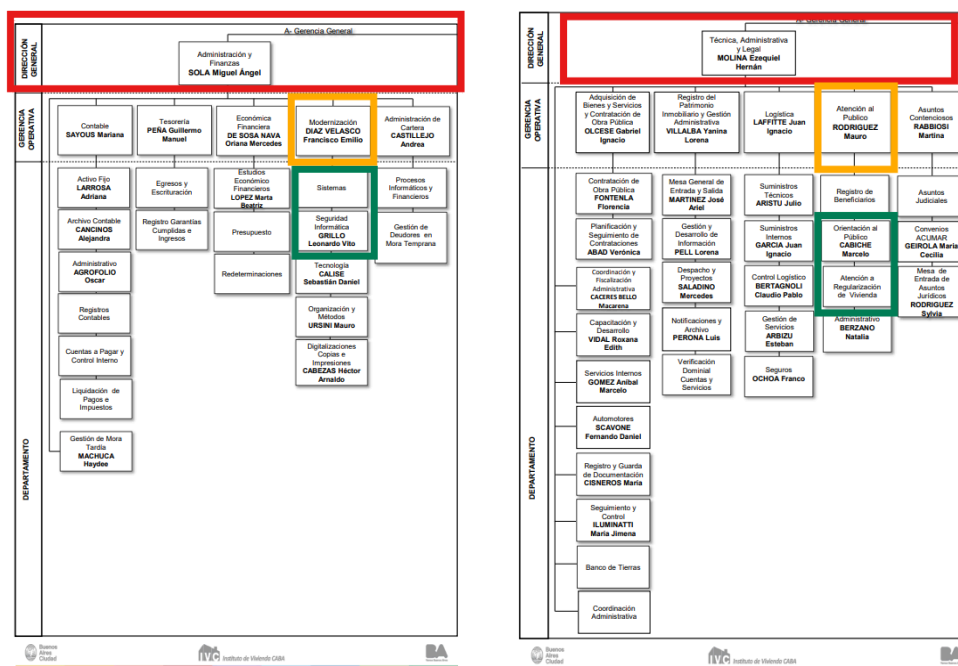 DIRECCIÓN
GENERAL
A- Gerencia General
Administración y
Finanzas
SOLA Miguel Ángel
GERENCIA
OPERATIVA
Contable
SAYOUS Mariana
Tesorería
PEÑA Guillermo
Manuel
Económica
Financiera
DE SOSA NAVA
Oriana Mercedes
Modernización
DIAZ VELASCO
Francisco Emilio
Administración de
Cartera
CASTILLEJO
Andrea
DEPARTAMENTO
Activo Fijo
LARROSA
Adriana
Archivo Contable
CANCINOS
Alejandra
Administrativo
AGROFOLIO
Oscar
Registros
Contables
Cuentas a Pagar y
Control Interno
Liquidación de
Pagos e
Impuestos
Gestión de Mora
Tardía
MACHUCA
Haydee
Egresos y
Escrituración
Registro Garantías
Cumplidas e
Ingresos
Estudios
Económico
Financieros
LOPEZ Marta
Beatriz
Presupuesto
Redeterminaciones
Sistemas
Seguridad
Informática
GRILLO
Leonardo Vito
Tecnología
CALISE
Sebastián Daniel
Organización y
Métodos
URSINI Mauro
Digitalizaciones
Copias e
Impresiones
CABEZAS Héctor
Arnaldo
Procesos
Informáticos y
Financieros
Gestión de
Deudores en
Mora Temprana
Buenos
Aires
Ciudad
IVC Instituto de Vivienda CABA
BA
DIRECCIÓN
GENERAL
A- Gerencia General
Técnica, Administrativa
y Legal
MOLINA Ezequiel
Hernán
GERENCIA
OPERATIVA
Adquisición de
Bienes y Servicios
y Contratación de
Obra Pública
OLCESE Gabriel
Ignacio
Registro del
Patrimonio
Inmobiliario y Gestión
Administrativa
VILLALBA Yanina
Lorena
Logística
LAFFITTE Juan
Ignacio
Atención al
Publico
RODRIGUEZ
Mauro
Asuntos
Contenciosos
RABBIOSI
Martina
DEPARTAMENTO
Contratación de
Obra Pública
FONTENLA
Florencia
Planificación y
Seguimiento de
Contrataciones
ABAD Verónica
Coordinación y
Fiscalización
Administrativa
CACERES BELLO
Macarena
Capacitación y
Desarrollo
VIDAL Roxana
Edith
Servicios Internos
GOMEZ Anibal
Marcelo
Automotores
SCAVONE
Fernando Daniel
Registro y Guarda
de Documentación
CISNEROS María
Seguimiento y
Control
ILUMINATTI
María Jimena
Banco de Tierras
Coordinación
Administrativa
Mesa General de
Entrada y Salida
MARTINEZ José
Ariel
Gestión y
Desarrollo de
Información
PELL Lorena
Despacho y
Proyectos
SALADINO
Mercedes
Notificaciones y
Archivo
PERONA Luis
Verificación
Dominial
Cuentas y
Servicios
Suministros
Técnicos
ARISTU Julio
Suministros
Internos
GARCIA Juan
Ignacio
Control Logístico
BERTAGNOLI
Claudio Pablo
Gestión de
Servicios
ARBIZU
Esteban
Seguros
OCHOA Franco
Registro de
Beneficiarios
Orientación al
Público
CABICHE
Marcelo
Atención a
Regularización
de Vivienda
Administrativo
BERZANO
Natalia
Asuntos
Judiciales
Convenios
ACUMAR
GEIROLA María
Cecilia
Mesa de
Entrada de
Asuntos
Jurídicos
RODRIGUEZ
Sylvia
Buenos
Aires
Ciudad
IVC Instituto de Vivienda CABA
BA